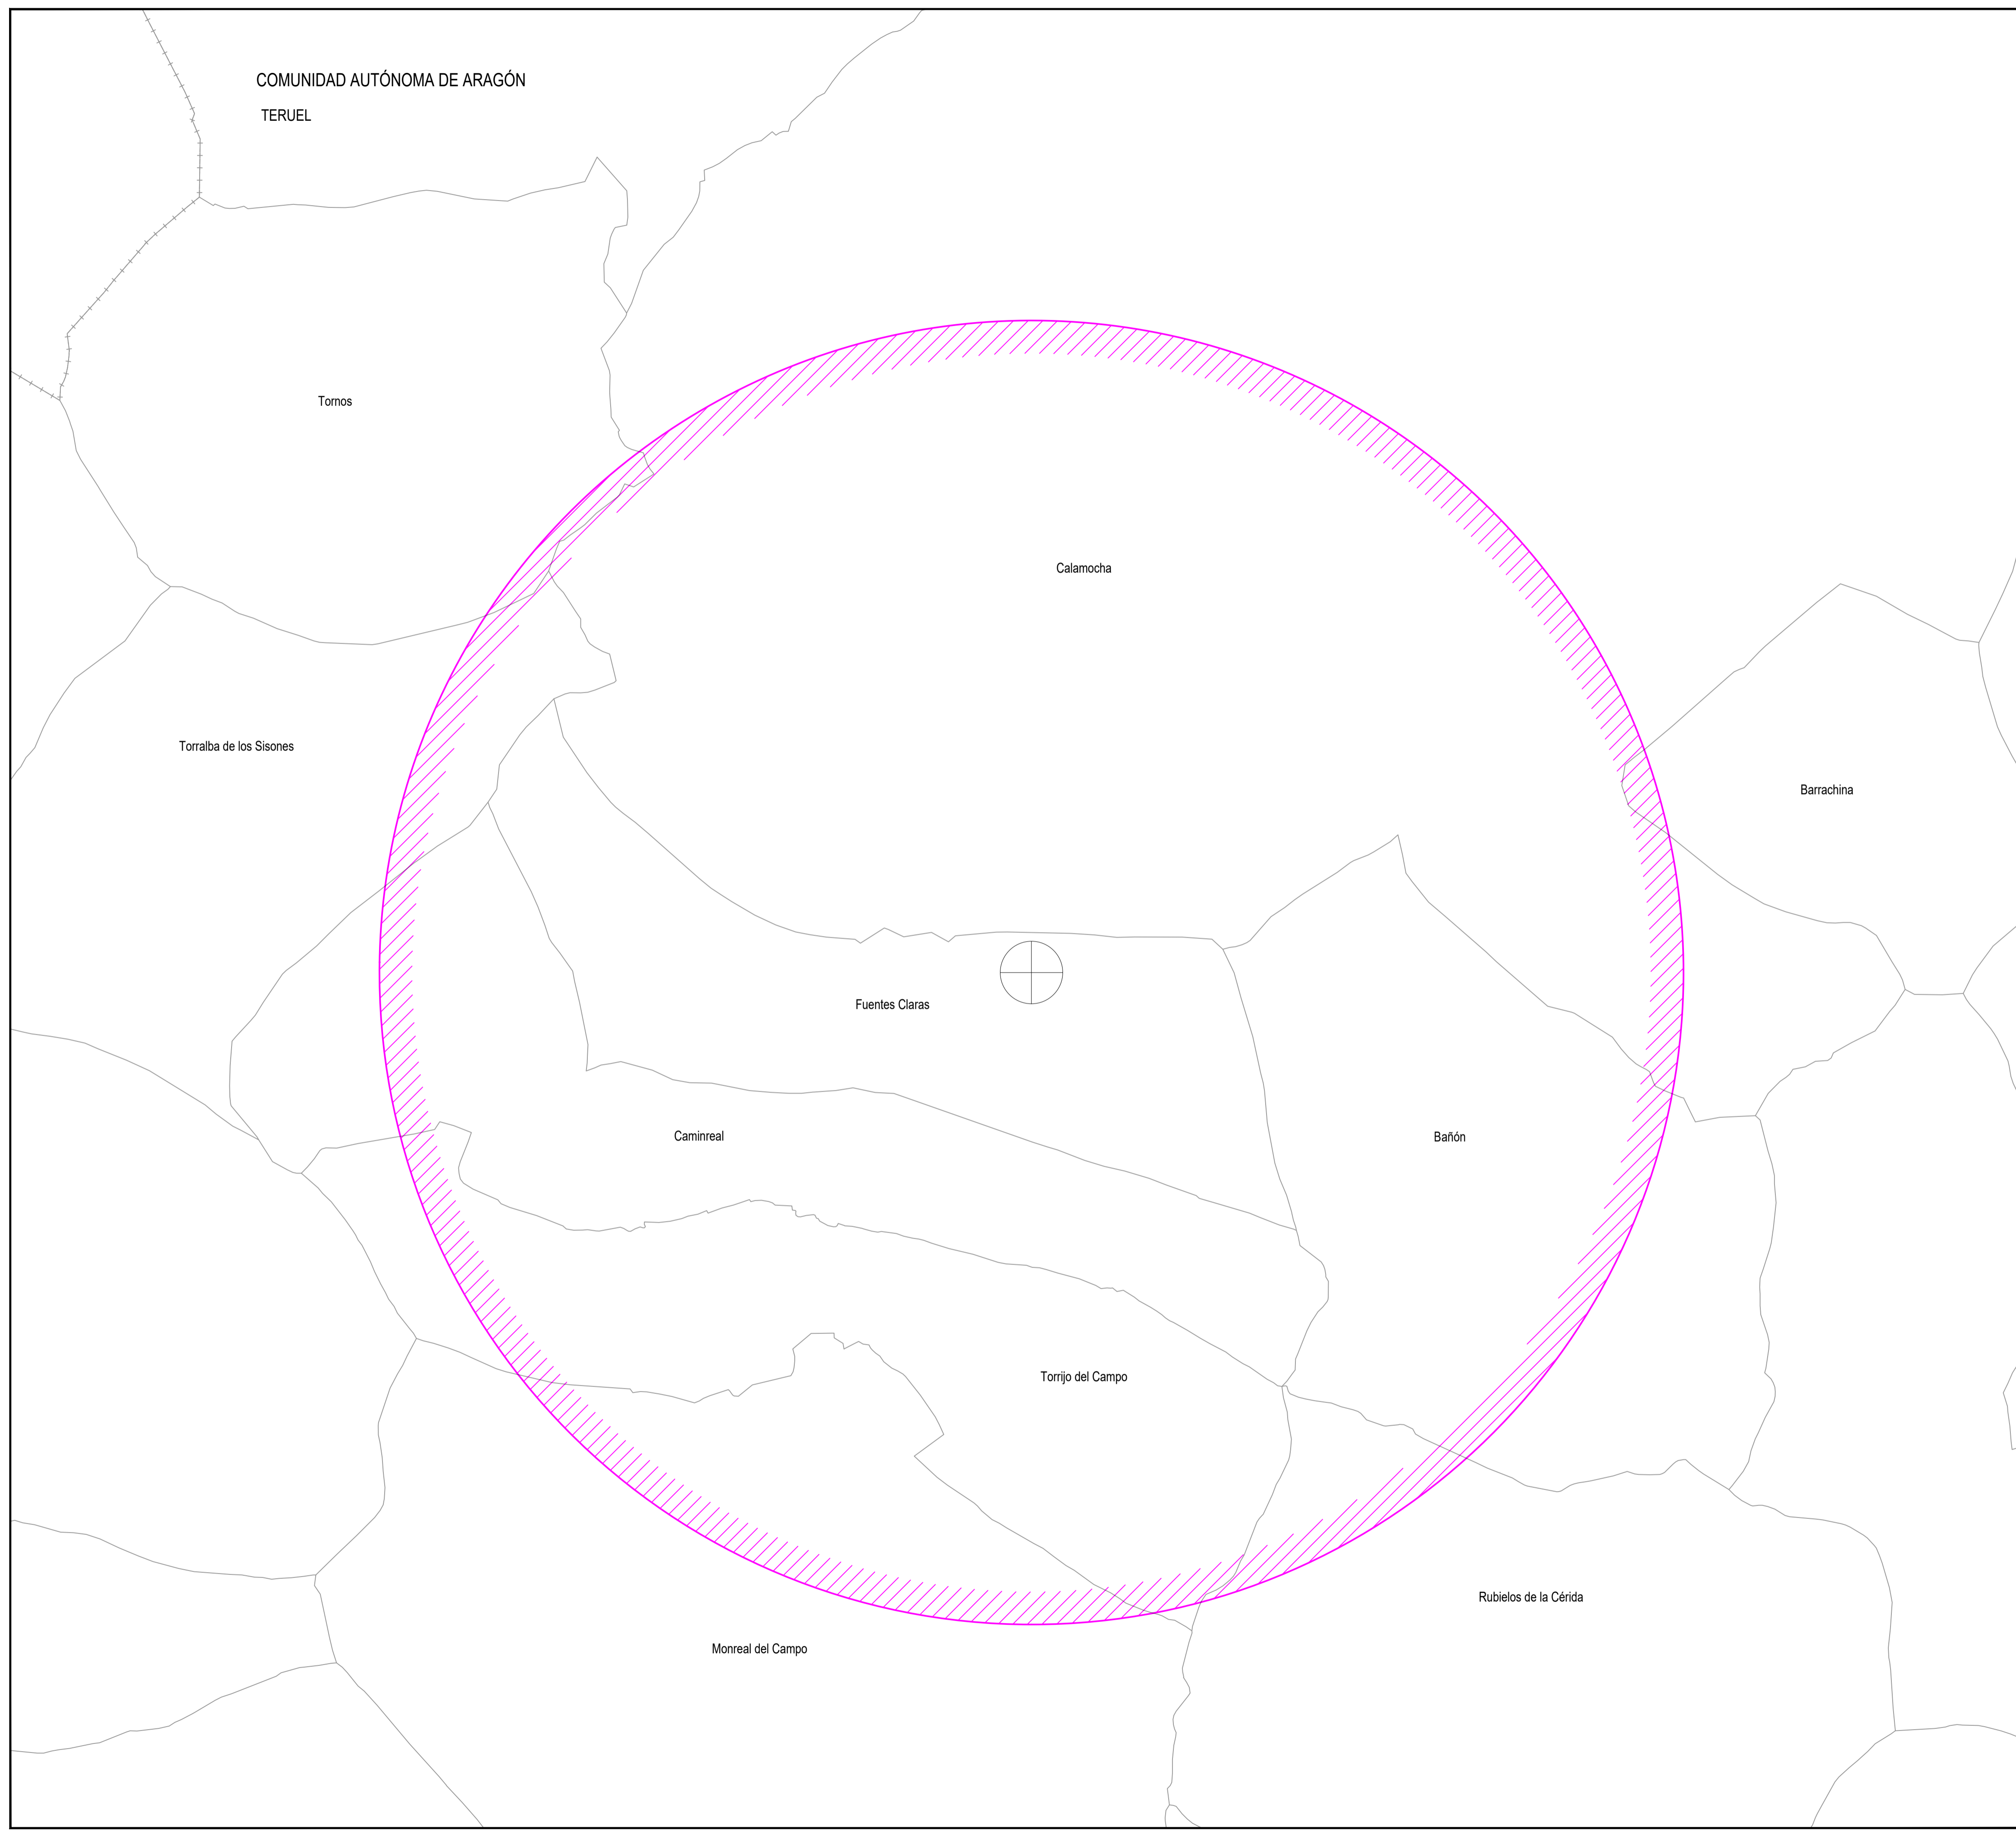 COMUNIDAD AUTÓNOMA DE ARAGÓN
TERUEL
Tornos
Calamocha
Torralba de los Sisones
Barrachina
Fuentes Claras
Caminreal
Bañón
Torrijo del Campo
Rubielos de la Cérida
Monreal del Campo